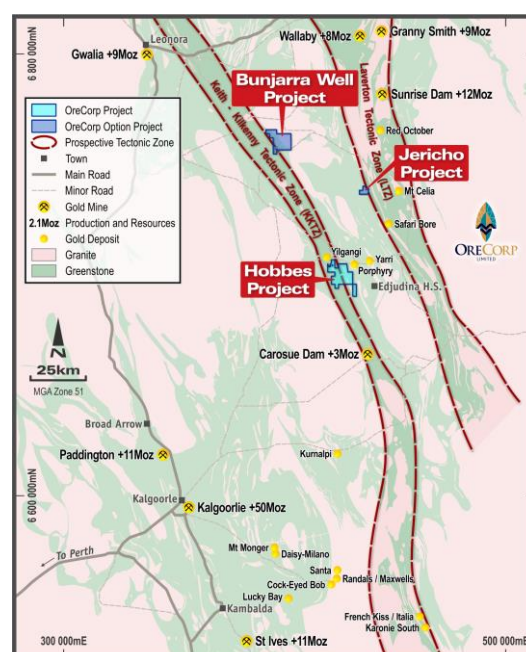 Leonora
Gwalia +9Moz
6 800 000mN
Wallaby +8Moz
Granny Smith +9Moz
Bunjarra Well
Project
Sunrise Dam +12Moz
Laverton Tectonic Zone (LTZ)
Red October
Keith - Kilkenny Tectonic Zone (KKTZ)
OreCorp Project
OreCorp Option Project
Prospective Tectonic Zone
Town
Main Road
Minor Road
Gold Mine
2.1Moz Production and Resources
Gold Deposit
Granite
Greenstone
Jericho
Project
Mt Celia
Safari Bore
ORECORP
LIMITED
Yilgangi
Yarri
Porphyry
Hobbes
Project
Edjudina H.S.
N
25km
MGA Zone 51
Carosue Dam +3Moz
Broad Arrow
Paddington +11Moz
Kurnalpi
6 600 000mN
Kalgoorle
Kalgoorlie +50Moz
To Perth
Mt Monger
Daisy-Milano
Santa
Randais / Maxwells
Cock-Eyed Bob
Lucky Bay
Kambalda
French Kiss / Italia
Karonie South
St Ives +11Moz
300 000mE
500 000mE